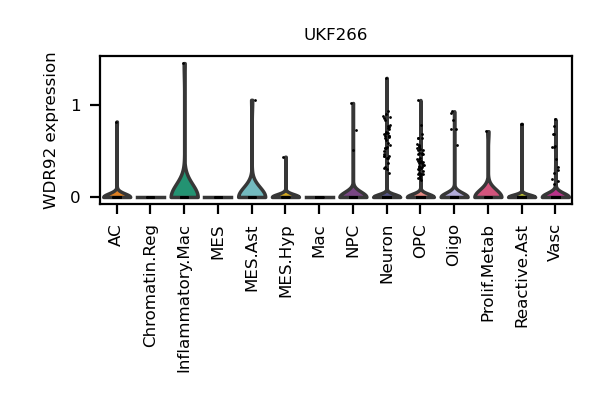 UKF266
WDR92 expression
1
0
AC
Chromatin.Reg
Inflammatory.Mac
MES
MES.Ast
MES.Hyp
Mac
NPC
Neuron
OPC
Oligo
Prolif.Metab
Reactive.Ast
Vasc